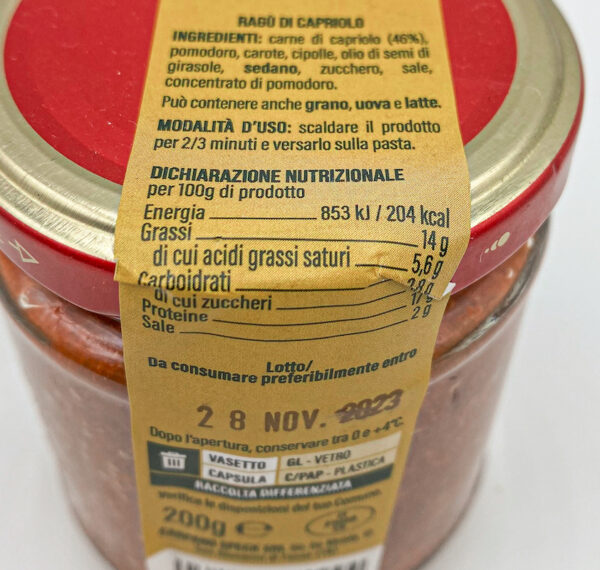 RAGÙ DI CAPRIOLO
INGREDIENTI: carne di capriolo (46%),
pomodoro, carote, cipolle, olio di semi di
girasole, sedano, zucchero, sale,
concentrato di pomodoro.
Può contenere anche grano, uova e latte.
MODALITÀ D'USO: scaldare il prodotto
per 2/3 minuti e versarlo sulla pasta.
DICHIARAZIONE NUTRIZIONALE
per 100g di prodotto
Energia 853 kJ / 204 kcal
Grassi 14 g
di cui acidi grassi saturi 5,6 g
Carboidrati
di cui zuccheri
Proteine 17 g
Sale 2 g
Lotto/
Da consumare preferibilmente entro
28 NOV. 2023
Dopo l'apertura, conservare tra 0 e +4°C.
VASETTO GL - VETRO
CAPSULA C/PAP - PLASTICA
RACCOLTA DIFFERENZIATA
Verifica le disposizioni del tuo Comune.
200g e